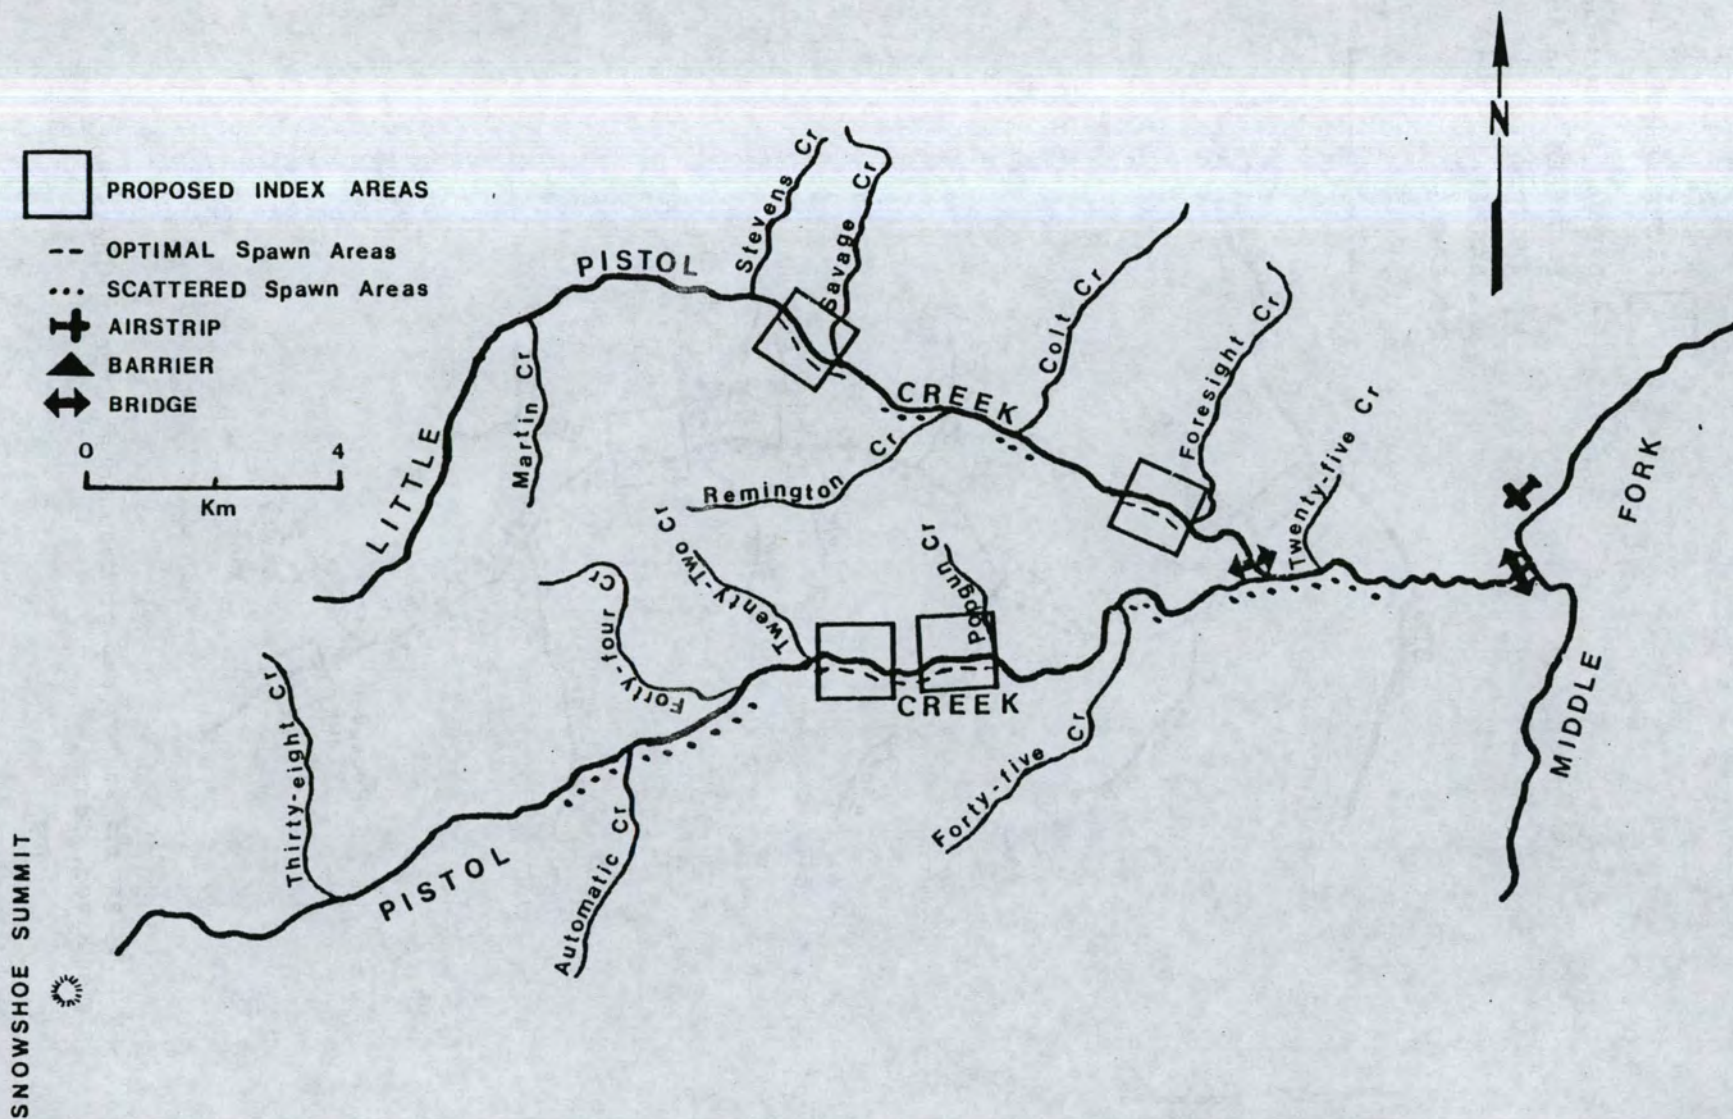 N
PROPOSED INDEX AREAS
-- OPTIMAL Spawn Areas
... SCATTERED Spawn Areas
AIRSTRIP
BARRIER
BRIDGE
0 4
Km
LITTLE
PISTOL
CREEK
Stevens Cr
Savage Cr
Martin Cr
Remington Cr
Colt Cr
Foresight Cr
Twenty-five Cr
Twenty-Two Cr
Popgun Cr
Forty-four Cr
Thirty-eight Cr
Automatic Cr
Forty-five Cr
PISTOL
CREEK
MIDDLE
FORK
SNOWSHOE SUMMIT